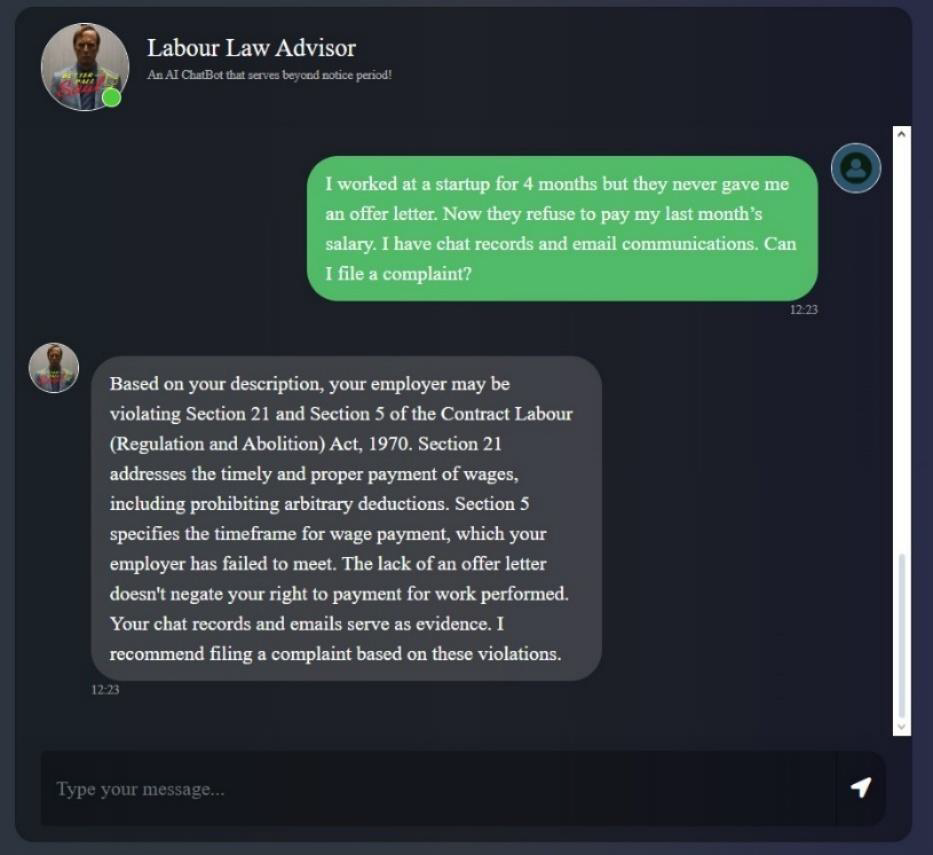 Labour Law Advisor
An AI ChatBot that serves beyond notice period!
I worked at a startup for 4 months but they never gave me
an offer letter. Now they refuse to pay my last month’s
salary. I have chat records and email communications. Can
I file a complaint?
12:23
Based on your description, your employer may be
violating Section 21 and Section 5 of the Contract Labour
(Regulation and Abolition) Act, 1970. Section 21
addresses the timely and proper payment of wages,
including prohibiting arbitrary deductions. Section 5
specifies the timeframe for wage payment, which your
employer has failed to meet. The lack of an offer letter
doesn't negate your right to payment for work performed.
Your chat records and emails serve as evidence. I
recommend filing a complaint based on these violations.
12:23
Type your message...